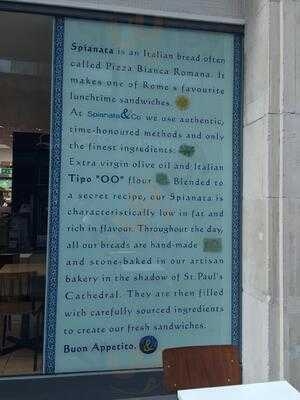 Spianata is an Italian bread often
called Pizza Bianca Romana. It
makes one of Rome's favourite
lunchtime sandwiches.
At Spianata&Co we use authentic,
time-honoured methods and only
the finest ingredients:
Extra virgin olive oil and Italian
Tipo "OO" flour. Blended to
a secret recipe, our Spianata is
characteristically low in fat and
rich in flavour. Throughout the day,
all our breads are hand-made
and stone-baked in our artisan
bakery in the shadow of St. Paul's
Cathedral. They are then filled
with carefully sourced ingredients
to create our fresh sandwiches.
Buon Appetito. &